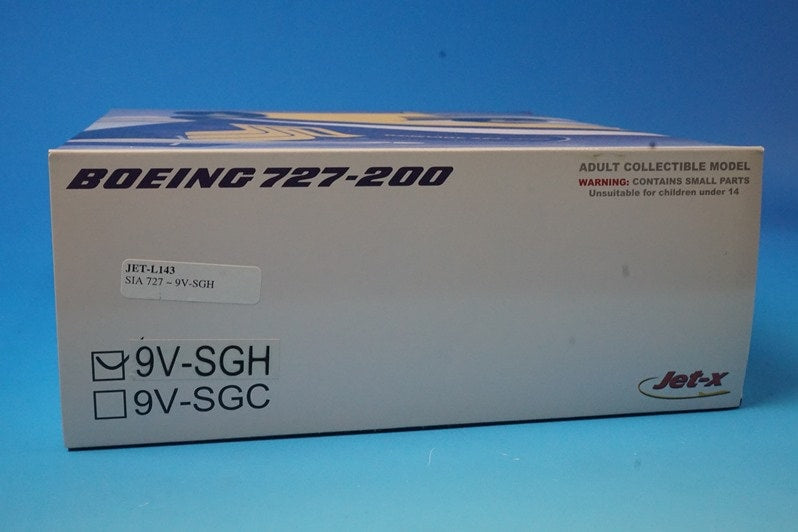 BOEING 727-200
ADULT COLLECTIBLE MODEL
WARNING: CONTAINS SMALL PARTS
Unsuitable for children under 14
JET-L143
SIA 727 ~ 9V-SGH
9V-SGH
9V-SGC
Jet-x